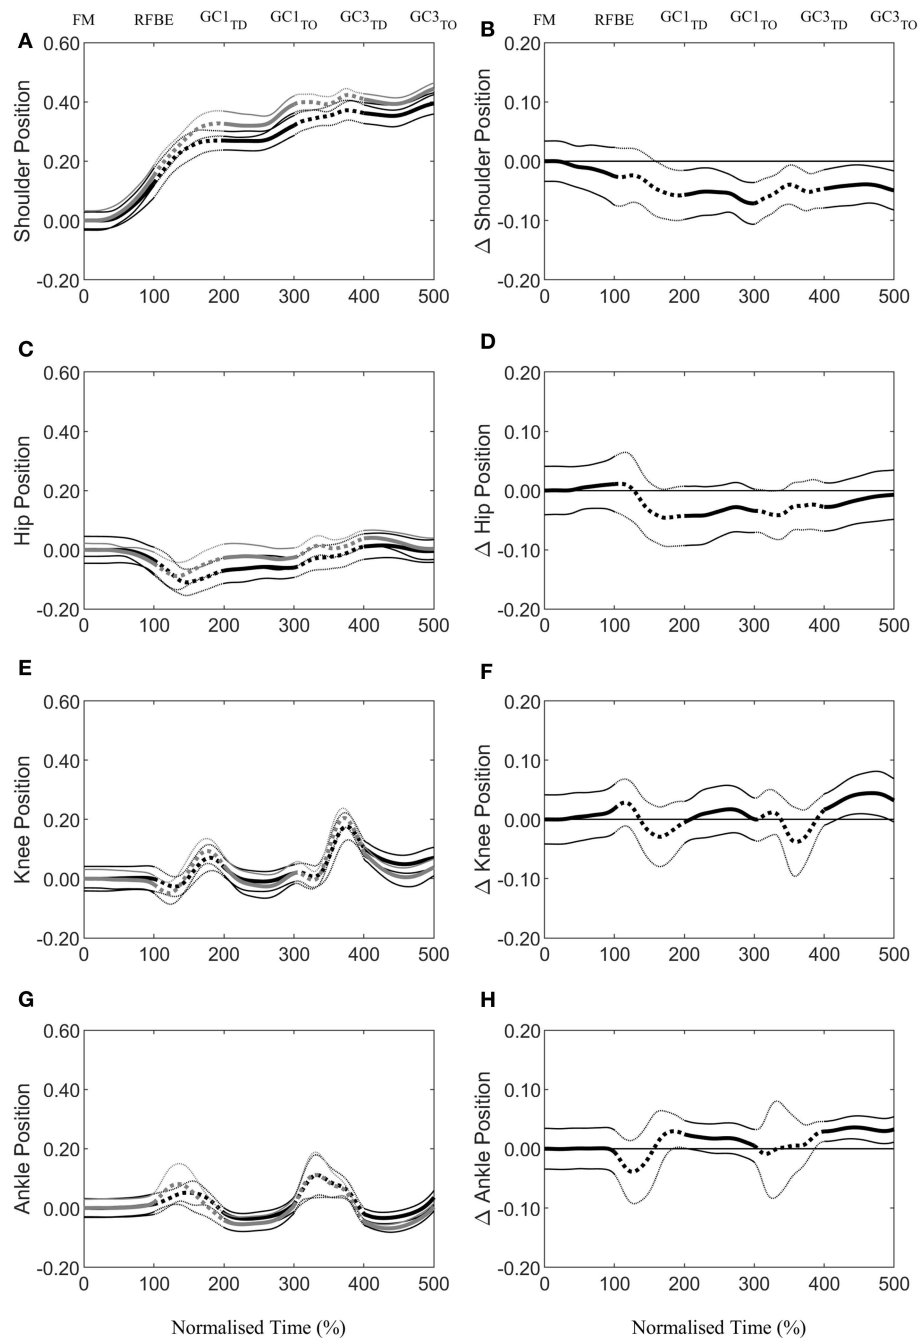 FM RFBE GC1TD GC1TO GC3TD GC3TO
FM RFBE GC1TD GC1TO GC3TD GC3TO
A
0.60
0.40
0.20
0.00
-0.20
Shoulder Position
0 100 200 300 400 500
B
0.20
0.10
0.00
-0.10
-0.20
Δ Shoulder Position
0 100 200 300 400 500
C
0.60
0.40
0.20
0.00
-0.20
Hip Position
0 100 200 300 400 500
D
0.20
0.10
0.00
-0.10
-0.20
Δ Hip Position
0 100 200 300 400 500
E
0.60
0.40
0.20
0.00
-0.20
Knee Position
0 100 200 300 400 500
F
0.20
0.10
0.00
-0.10
-0.20
Δ Knee Position
0 100 200 300 400 500
G
0.60
0.40
0.20
0.00
-0.20
Ankle Position
0 100 200 300 400 500
Normalised Time (%)
H
0.20
0.10
0.00
-0.10
-0.20
Δ Ankle Position
0 100 200 300 400 500
Normalised Time (%)